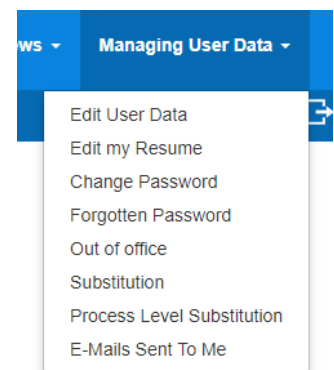 ws Managing User Data
Edit User Data
Edit my Resume
Change Password
Forgotten Password
Out of office
Substitution
Process Level Substitution
E-Mails Sent To Me